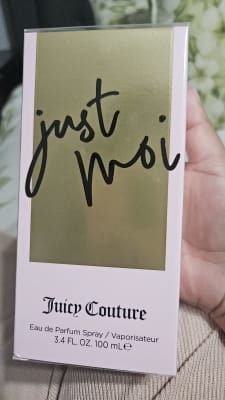 just
moi
Juicy Couture
Eau de Parfum Spray / Vaporisateur
3.4 FL. OZ. 100 mL℮